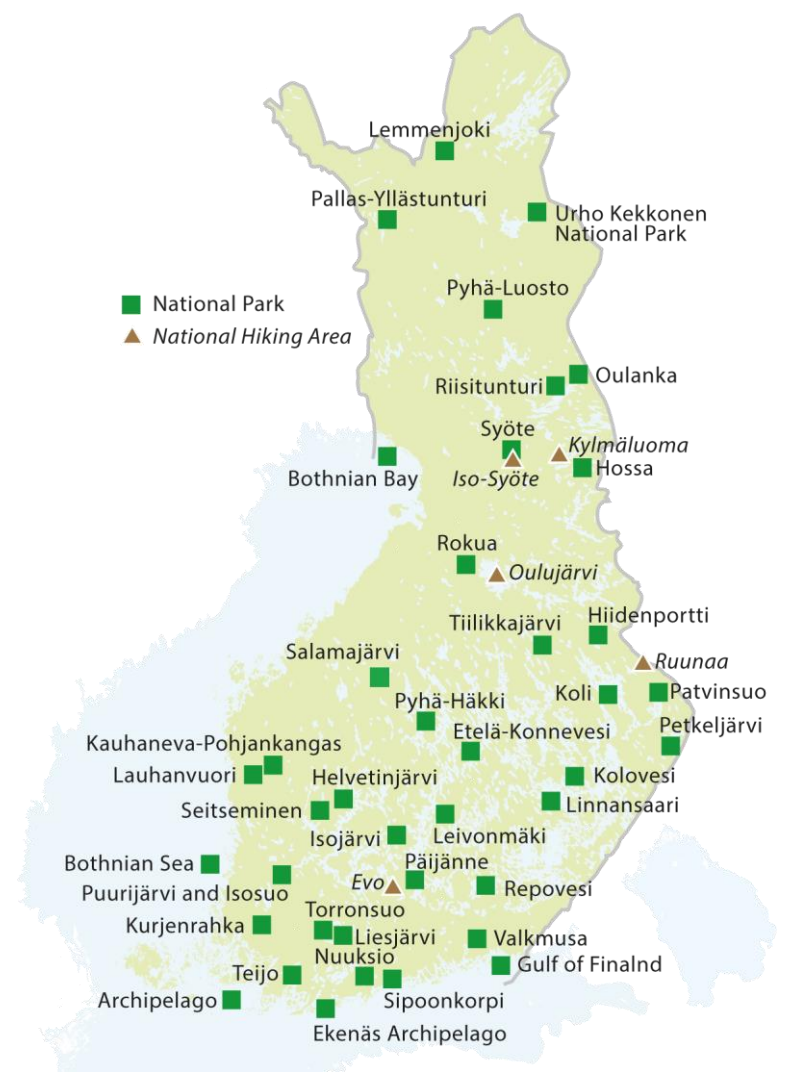 Lemmenjoki
Pallas-Yllästunturi
Urho Kekkonen
National Park
Pyhä-Luosto
National Park
National Hiking Area
Oulanka
Riisitunturi
Syöte
Kylmäluoma
Hossa
Iso-Syöte
Bothnian Bay
Rokua
Oulujärvi
Hiidenportti
Tiilikkajärvi
Salamajärvi
Ruunaa
Koli
Patvinsuo
Pyhä-Häkki
Petkeljärvi
Etelä-Konnevesi
Kauhaneva-Pohjankangas
Lauhanvuori
Helvetinjärvi
Kolovesi
Linnansaari
Seitseminen
Isojärvi
Leivonmäki
Bothnian Sea
Päijänne
Evo
Repovesi
Puurijärvi and Isosuo
Torronsuo
Kurjenrahka
Liesjärvi
Valkmusa
Nuuksio
Gulf of Finalnd
Teijo
Archipelago
Sipoonkorpi
Ekenäs Archipelago